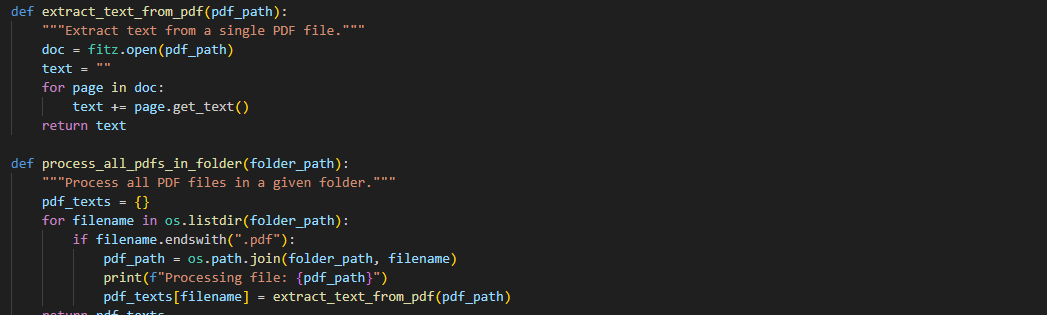 def extract_text_from_pdf(pdf_path):
    """Extract text from a single PDF file."""
    doc = fitz.open(pdf_path)
    text = ""
    for page in doc:
        text += page.get_text()
    return text

def process_all_pdfs_in_folder(folder_path):
    """Process all PDF files in a given folder."""
    pdf_texts = {}
    for filename in os.listdir(folder_path):
        if filename.endswith(".pdf"):
            pdf_path = os.path.join(folder_path, filename)
            print(f"Processing file: {pdf_path}")
            pdf_texts[filename] = extract_text_from_pdf(pdf_path)
    return pdf_texts